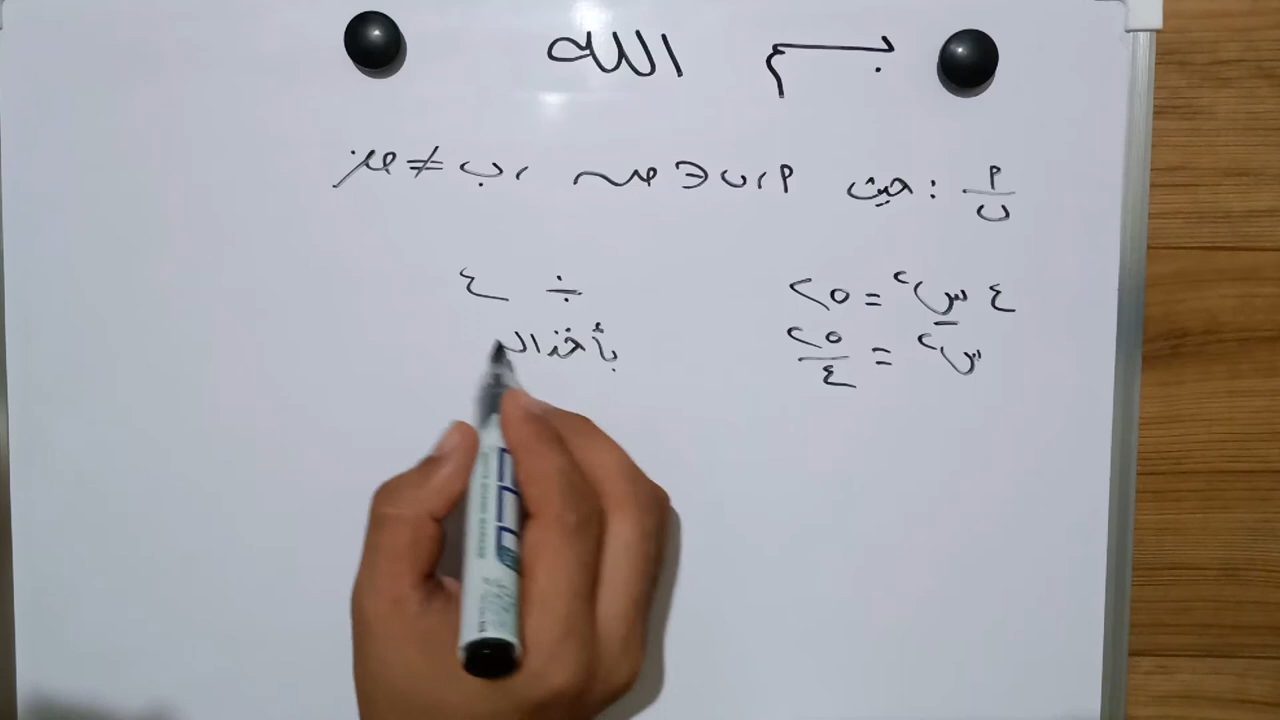 بسم الله
أ/ب : حيث أ ، ب ∈ ص ، ب ≠ صفر
٤ س² = ٢٥ ÷ ٤
س² = ٢٥/٤ بأخذ ال